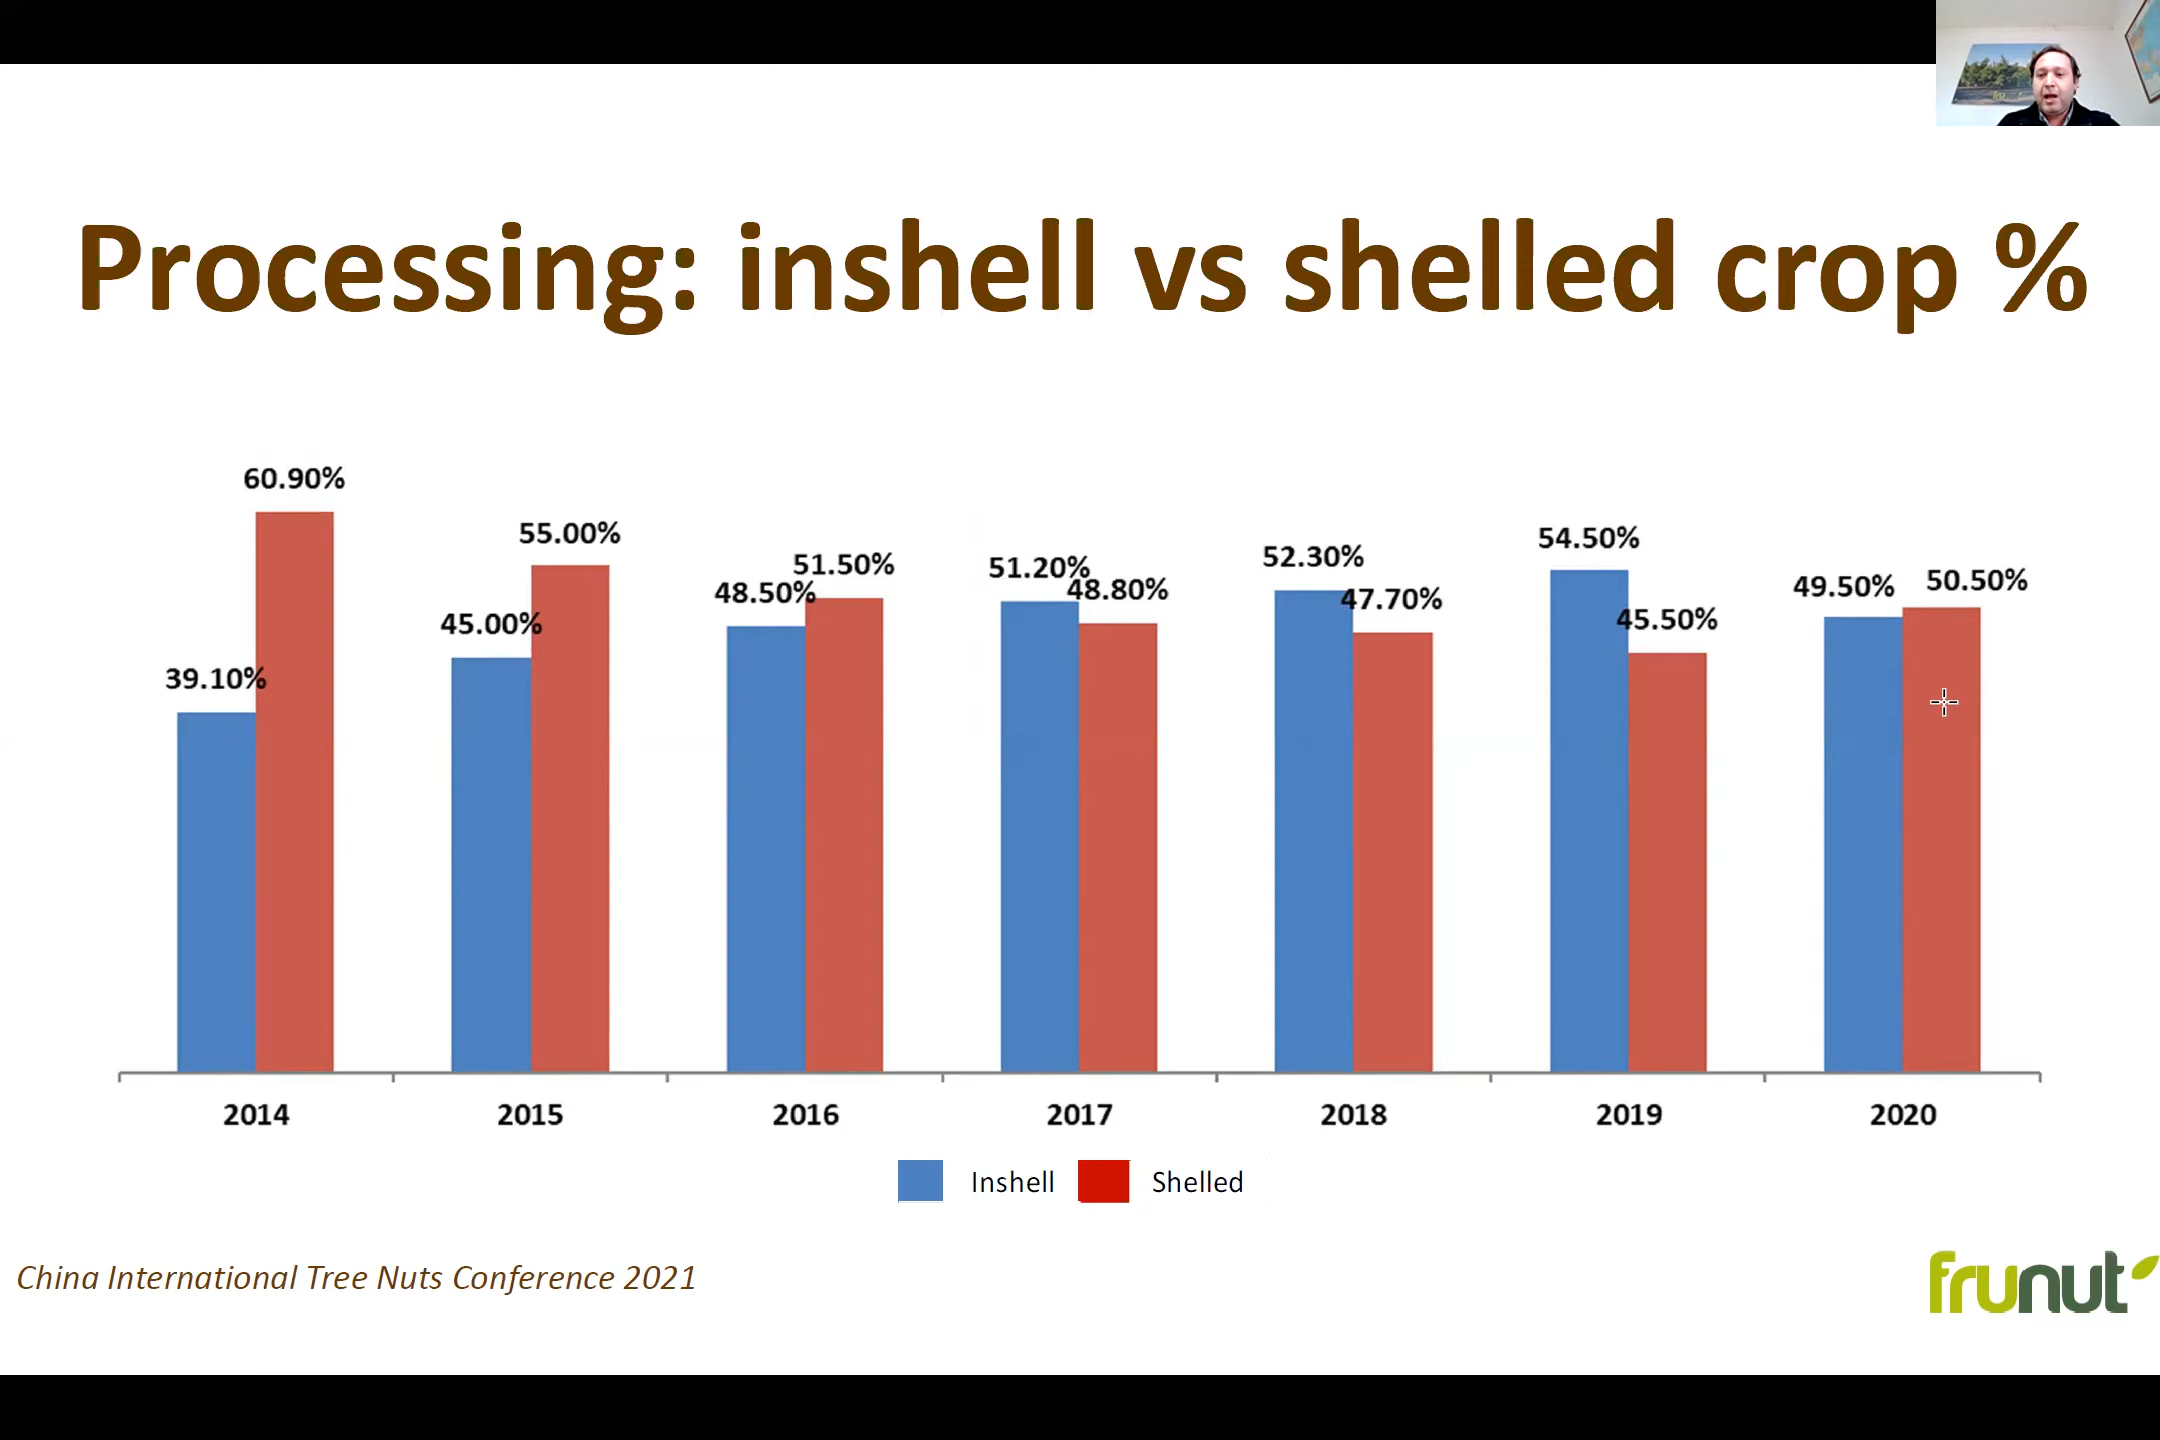 Processing: inshell vs shelled crop %
60.90%
39.10%
55.00%
45.00%
51.50%
48.50%
51.20%
48.80%
52.30%
47.70%
54.50%
45.50%
49.50%
50.50%
2014 2015 2016 2017 2018 2019 2020
Inshell Shelled
China International Tree Nuts Conference 2021
frunut